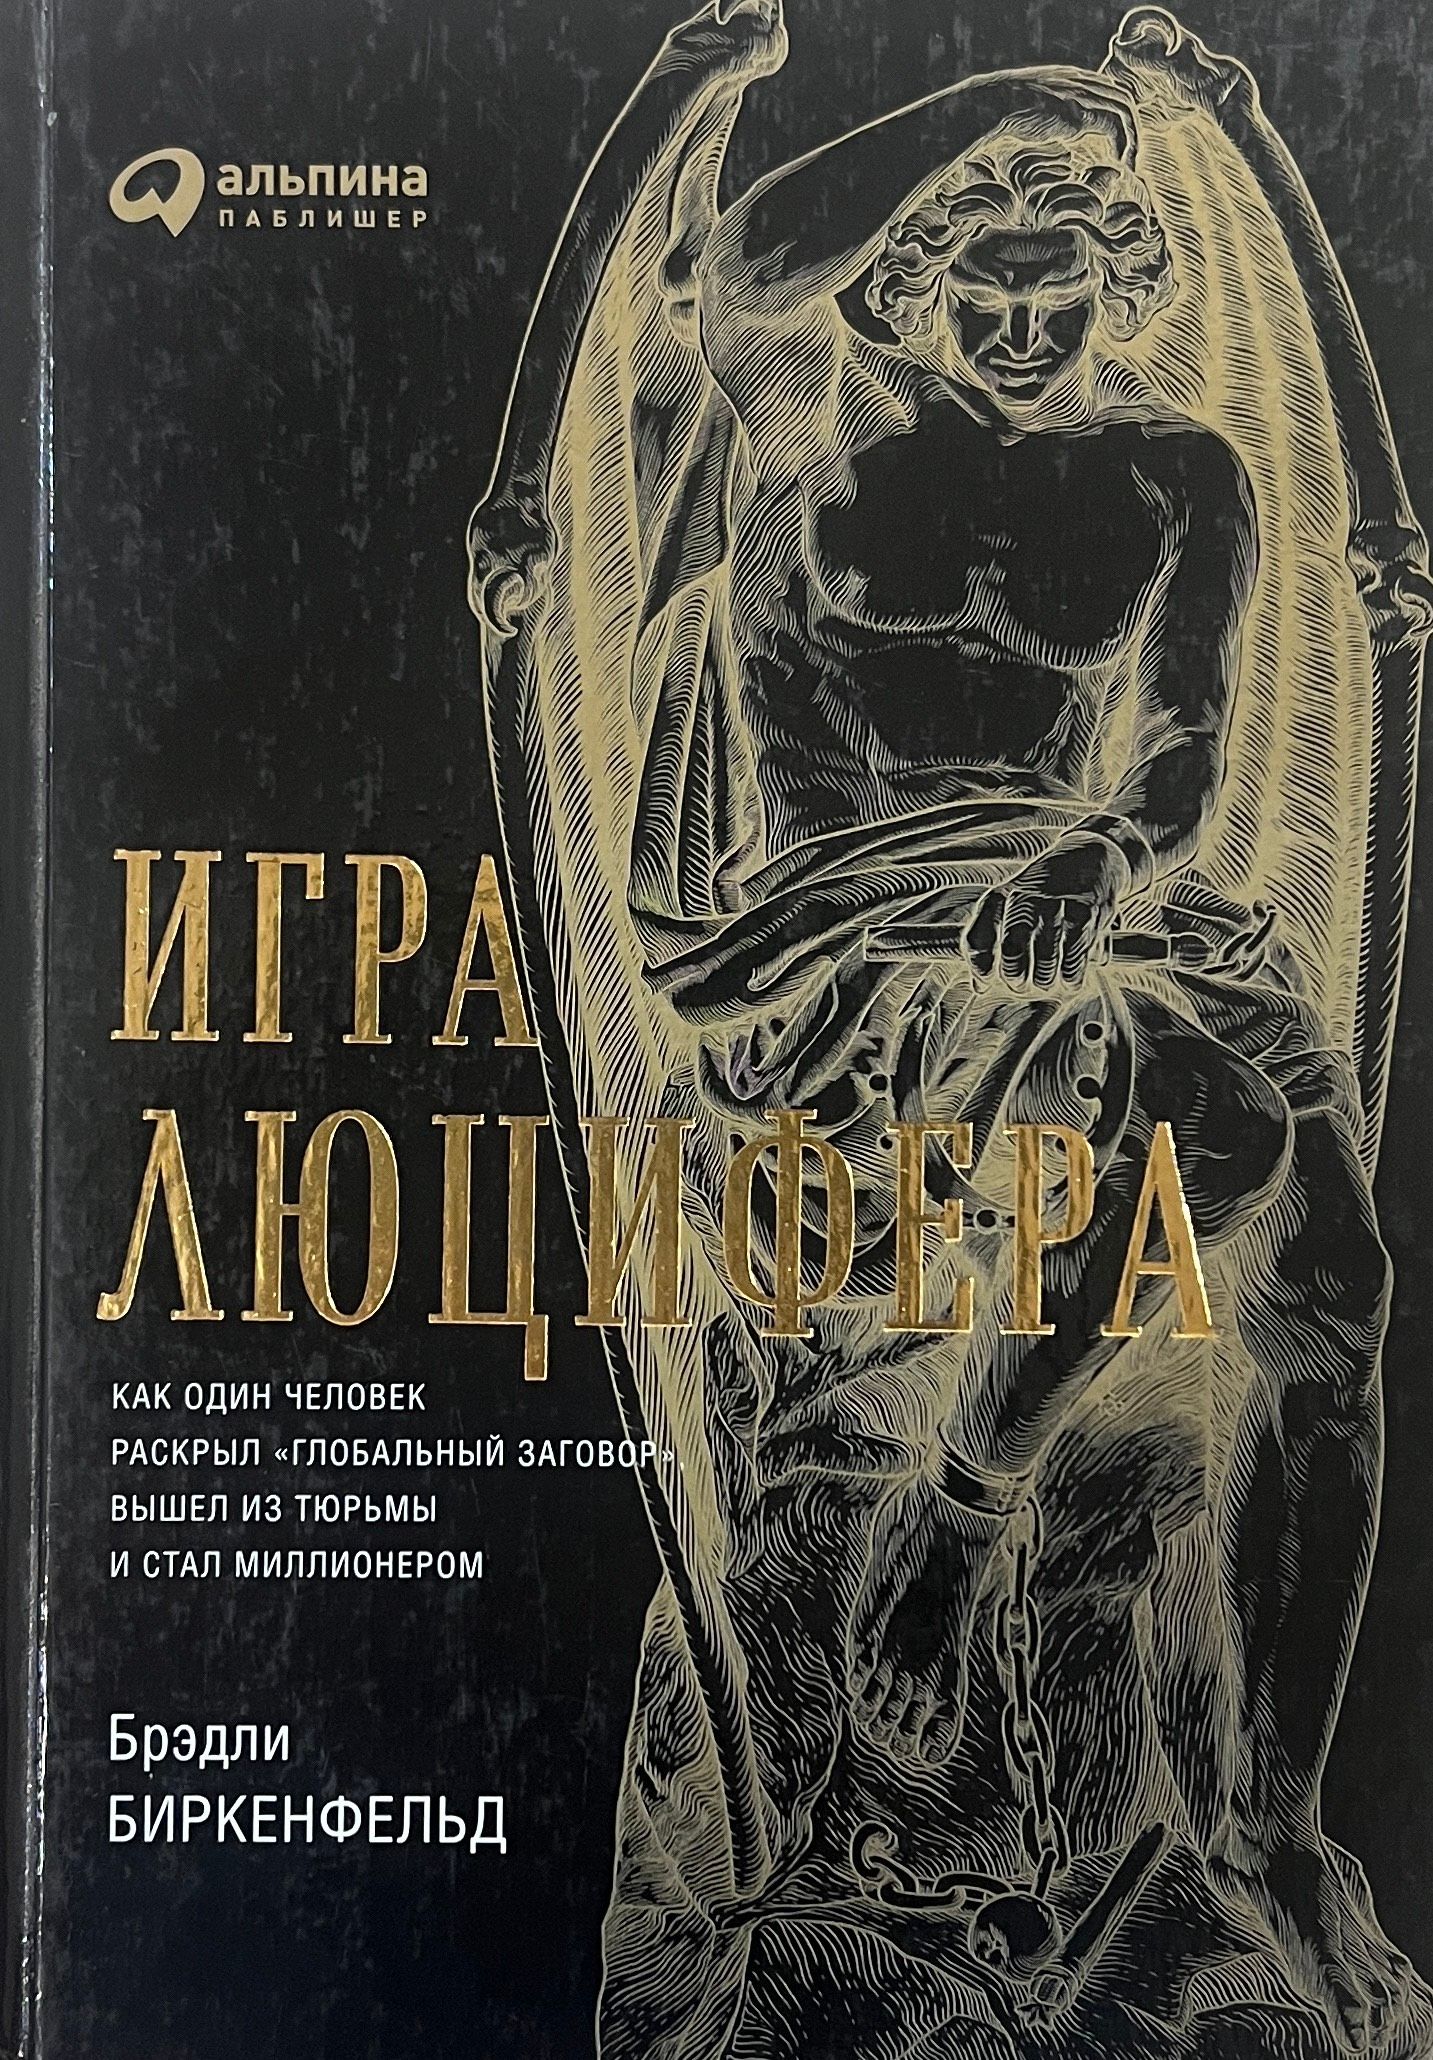 альпина
ПАБЛИШЕР
ИГРА
ЛЮЦИФЕРА
КАК ОДИН ЧЕЛОВЕК
РАСКРЫЛ «ГЛОБАЛЬНЫЙ ЗАГОВОР»,
ВЫШЕЛ ИЗ ТЮРЬМЫ
И СТАЛ МИЛЛИОНЕРОМ
Брэдли
БИРКЕНФЕЛЬД